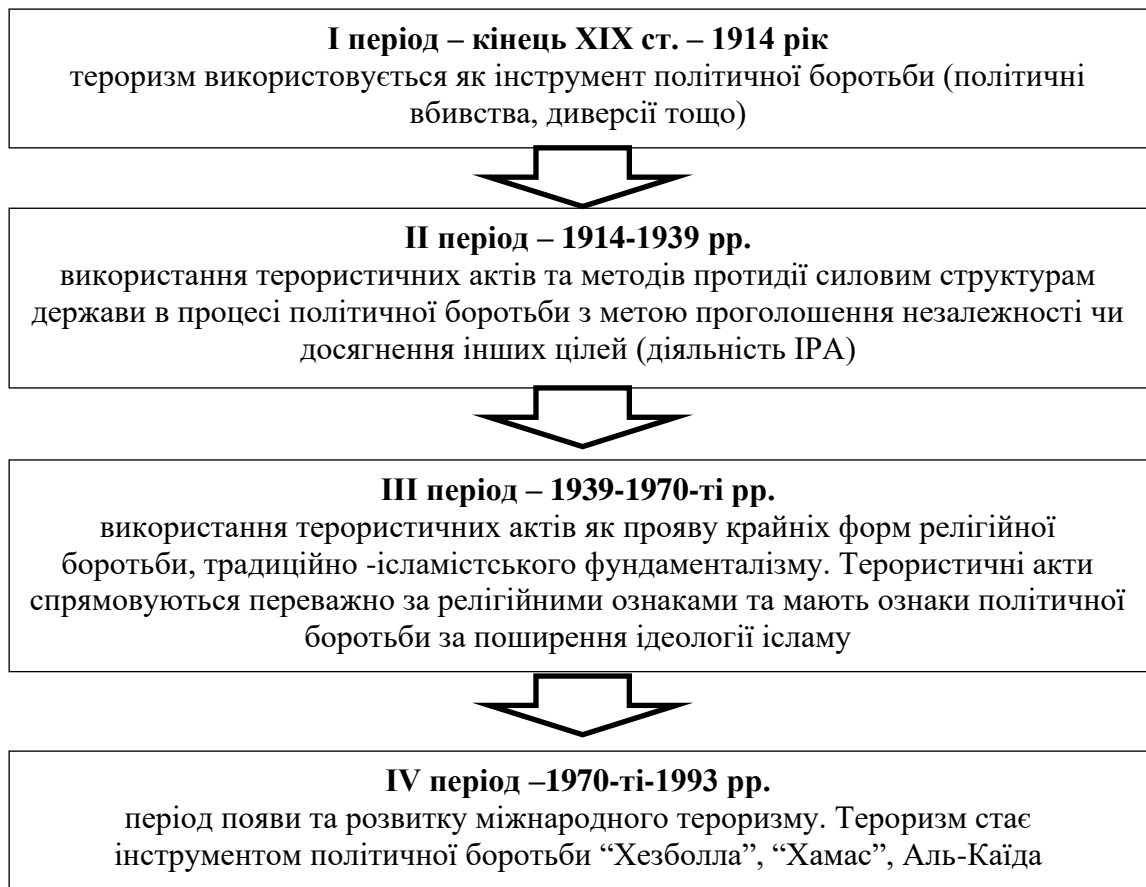 І період – кінець ХІХ ст. – 1914 рік
тероризм використовується як інструмент політичної боротьби (політичні
вбивства, диверсії тощо)
ІІ період – 1914-1939 рр.
використання терористичних актів та методів протидії силовим структурам
держави в процесі політичної боротьби з метою проголошення незалежності чи
досягнення інших цілей (діяльність ІРА)
ІІІ період – 1939-1970-ті рр.
використання терористичних актів як прояву крайніх форм релігійної
боротьби, традиційно -ісламістського фундаменталізму. Терористичні акти
спрямовуються переважно за релігійними ознаками та мають ознаки політичної
боротьби за поширення ідеології ісламу
IV період –1970-ті-1993 рр.
період появи та розвитку міжнародного тероризму. Тероризм стає
інструментом політичної боротьби “Хезболла”, “Хамас”, Аль-Каїда